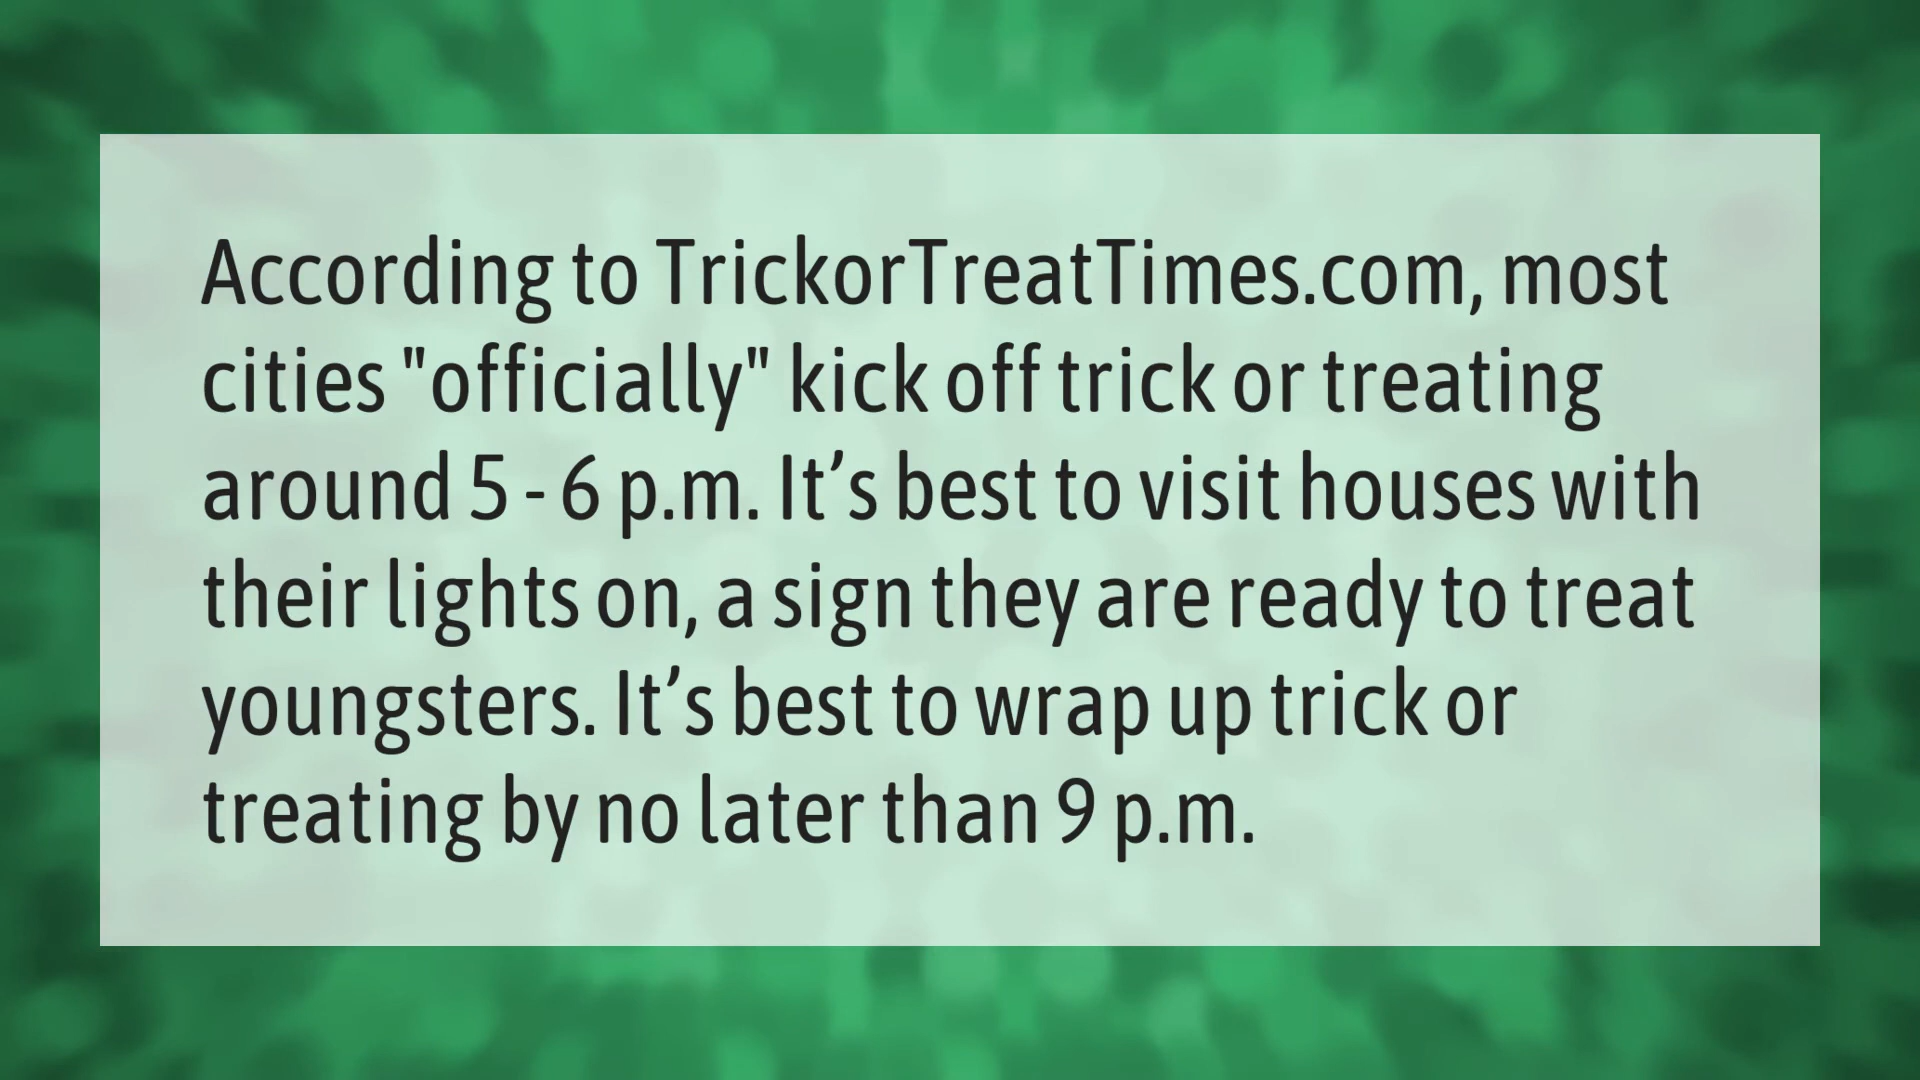 According to TrickorTreatTimes.com, most
cities "officially" kick off trick or treating
around 5 - 6 p.m. It’s best to visit houses with
their lights on, a sign they are ready to treat
youngsters. It’s best to wrap up trick or
treating by no later than 9 p.m.